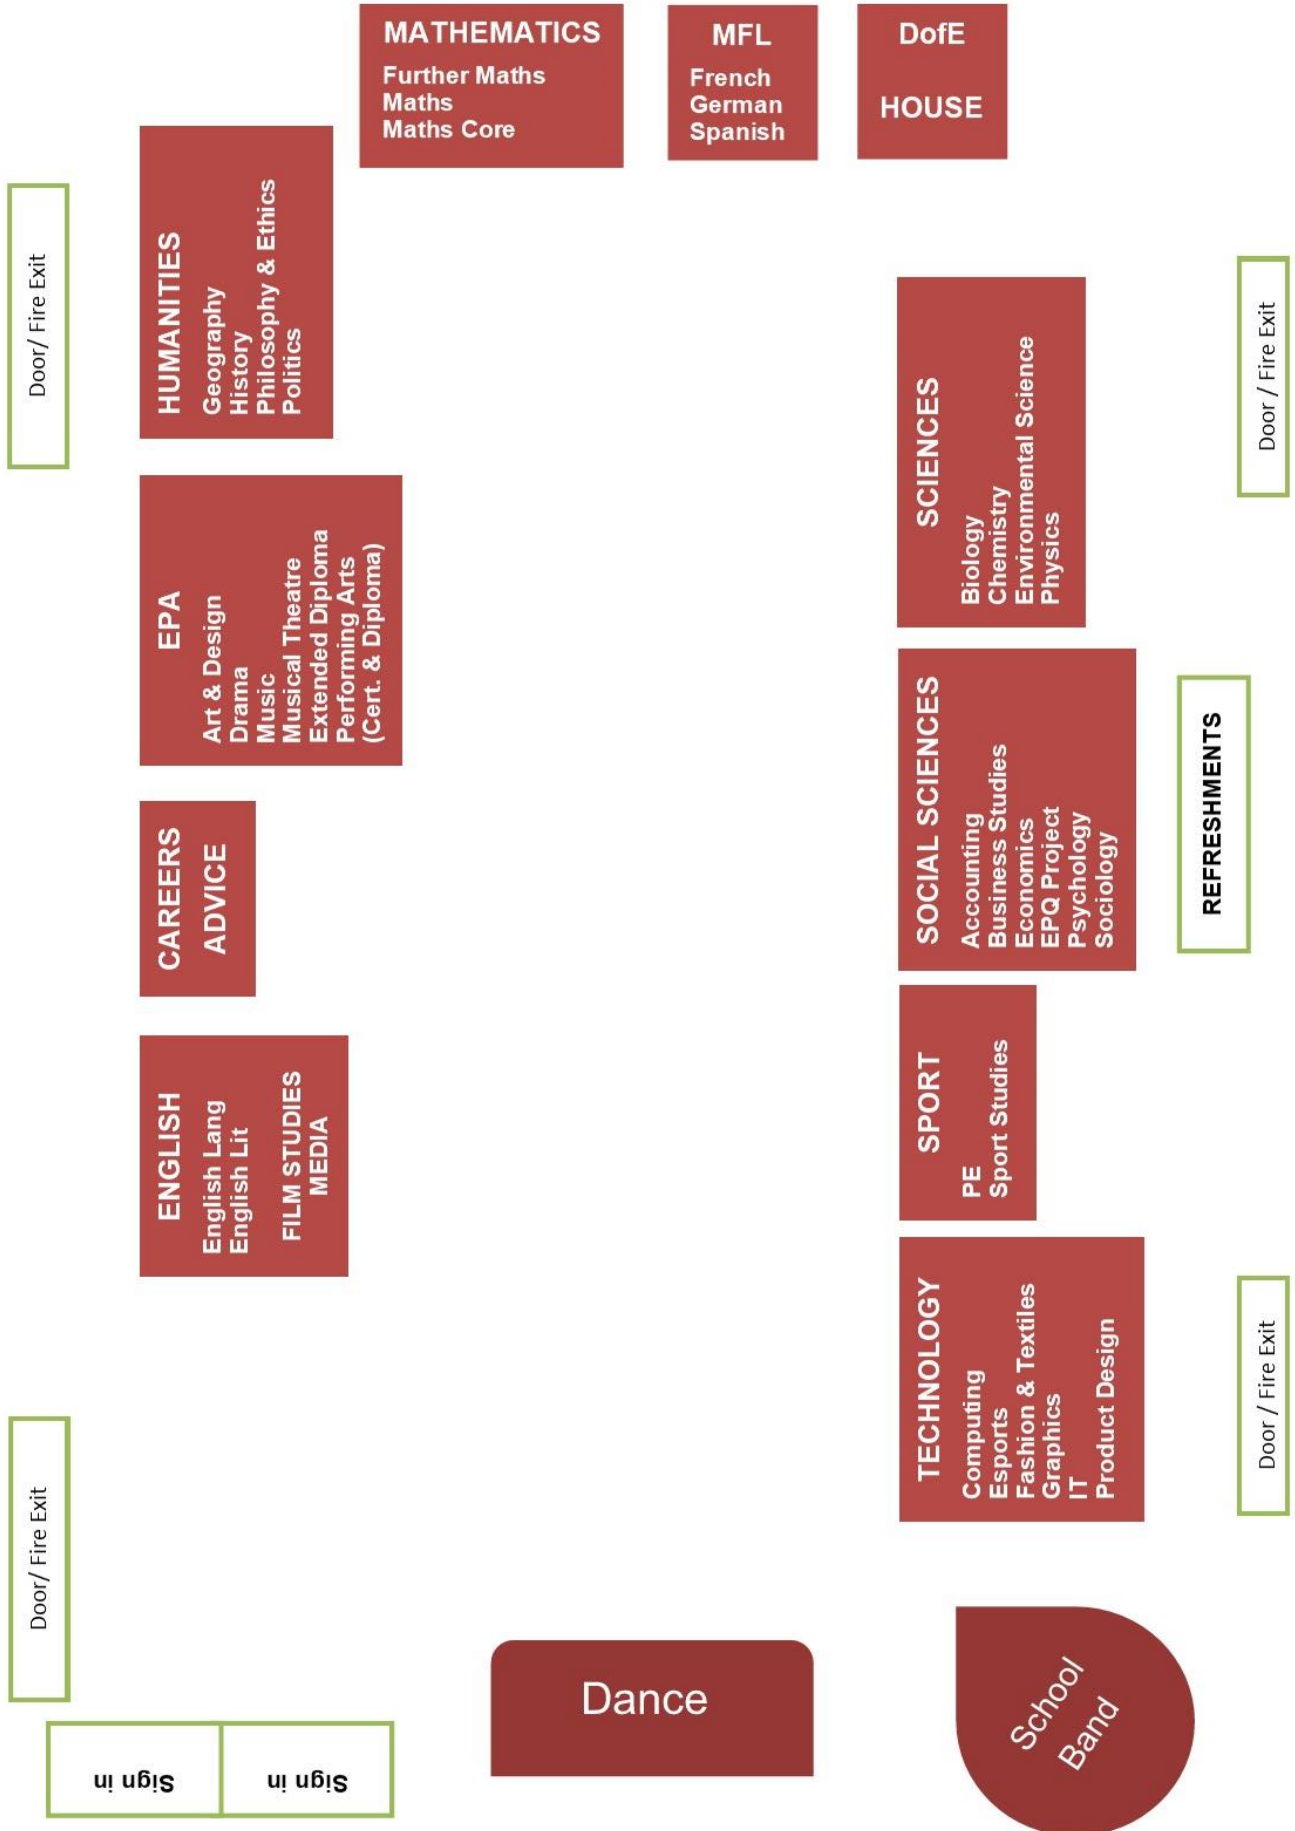 MATHEMATICS
Further Maths
Maths
Maths Core
MFL
French
German
Spanish
DofE
HOUSE
Door/ Fire Exit
HUMANITIES
Geography
History
Philosophy & Ethics
Politics
EPA
Art & Design
Drama
Music
Musical Theatre
Extended Diploma
Performing Arts
(Cert. & Diploma)
CAREERS
ADVICE
ENGLISH
English Lang
English Lit
FILM STUDIES
MEDIA
Door/ Fire Exit
Sign in
Sign in
Door / Fire Exit
SCIENCES
Biology
Chemistry
Environmental Science
Physics
SOCIAL SCIENCES
Accounting
Business Studies
Economics
EPQ Project
Psychology
Sociology
REFRESHMENTS
SPORT
PE
Sport Studies
TECHNOLOGY
Computing
Esports
Fashion & Textiles
Graphics
IT
Product Design
Door / Fire Exit
Dance
School
Band